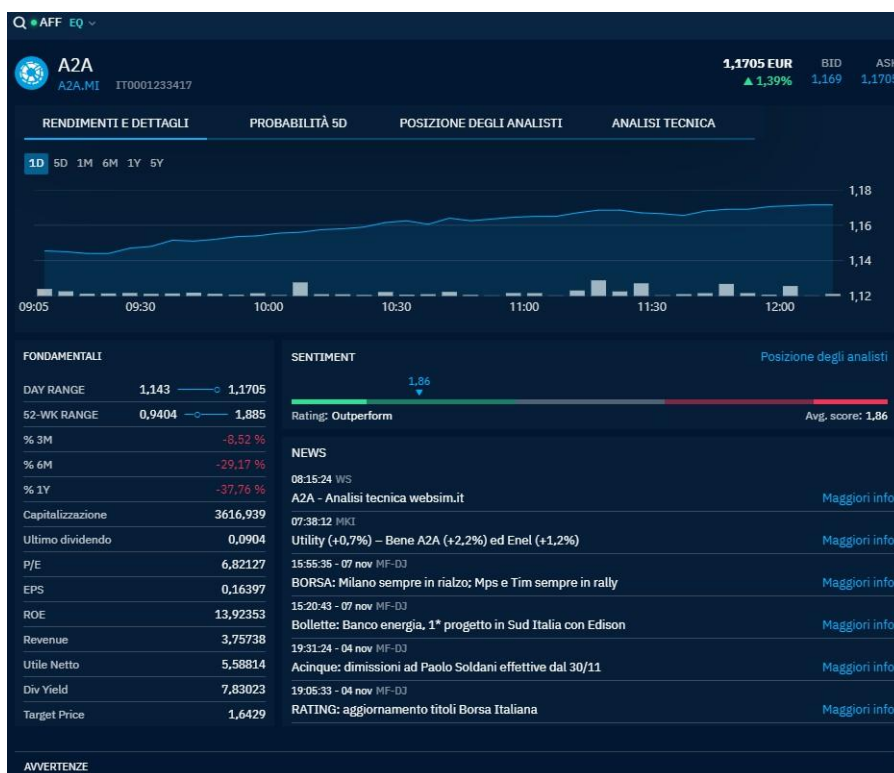 AFF EQ
A2A
A2A.MI IT0001233417
1,1705 EUR BID ASK
▲ 1,39% 1,169 1,1705
RENDIMENTI E DETTAGLI PROBABILITÀ 5D POSIZIONE DEGLI ANALISTI ANALISI TECNICA
1D 5D 1M 6M 1Y 5Y
1,18
1,16
1,14
1,12
09:05 09:30 10:00 10:30 11:00 11:30 12:00
FONDAMENTALI
DAY RANGE 1,143 1,1705
52-WK RANGE 0,9404 1,885
% 3M -8,52 %
% 6M -29,17 %
% 1Y -37,76 %
Capitalizzazione 3616,939
Ultimo dividendo 0,0904
P/E 6,82127
EPS 0,16397
ROE 13,92353
Revenue 3,75738
Utile Netto 5,58814
Div Yield 7,83023
Target Price 1,6429
SENTIMENT Posizione degli analisti
1,86
Rating: Outperform Avg. score: 1,86
NEWS
08:15:24 WS
A2A - Analisi tecnica websim.it Maggiori info
07:38:12 MKI
Utility (+0,7%) – Bene A2A (+2,2%) ed Enel (+1,2%) Maggiori info
15:55:35 - 07 nov MF-DJ
BORSA: Milano sempre in rialzo; Mps e Tim sempre in rally Maggiori info
15:20:43 - 07 nov MF-DJ
Bollette: Banco energia, 1* progetto in Sud Italia con Edison Maggiori info
19:31:24 - 04 nov MF-DJ
Acinque: dimissioni ad Paolo Soldani effettive dal 30/11 Maggiori info
19:05:33 - 04 nov MF-DJ
RATING: aggiornamento titoli Borsa Italiana Maggiori info
AVVERTENZE